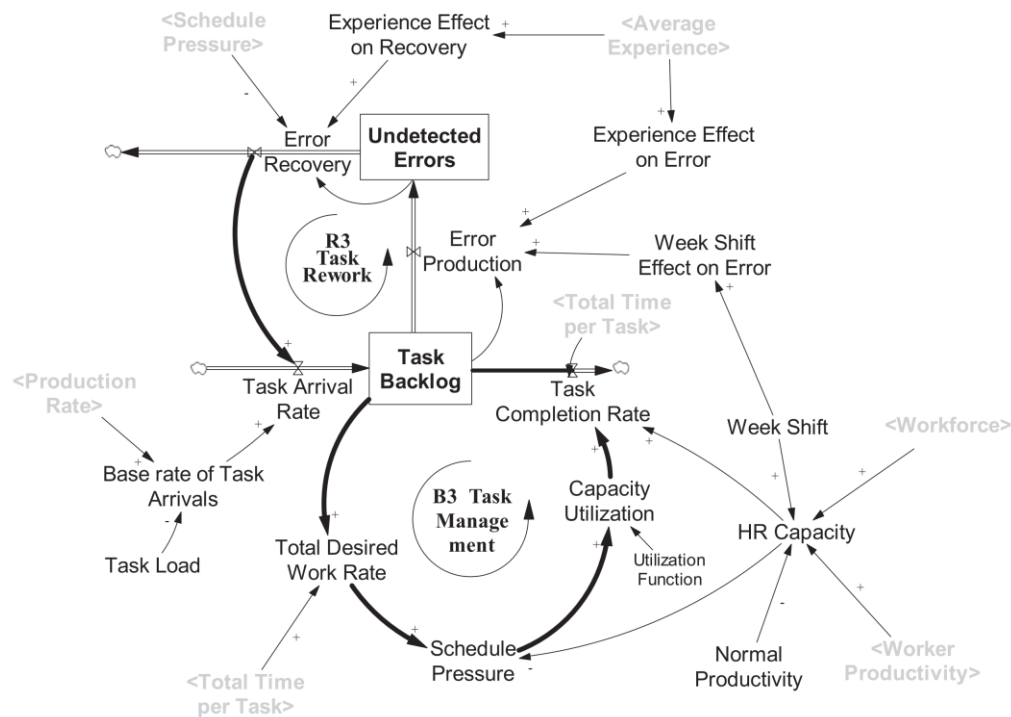 <Schedule
Pressure>
Experience Effect
on Recovery
<Average
Experience>
Error
Recovery
Undetected
Errors
Experience Effect
on Error
R3
Task
Rework
Error
Production
Week Shift
Effect on Error
<Total Time
per Task>
<Production
Rate>
Task Arrival
Rate
Task
Backlog
Task
Completion Rate
Week Shift
<Workforce>
Base rate of Task
Arrivals
Task Load
B3 Task
Manage
ment
Capacity
Utilization
Utilization
Function
HR Capacity
Total Desired
Work Rate
Schedule
Pressure
Normal
Productivity
<Worker
Productivity>
<Total Time
per Task>